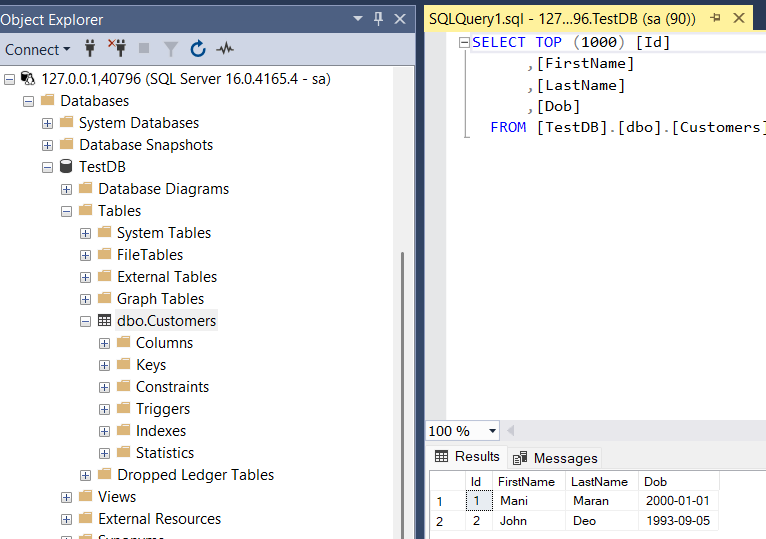 Object Explorer
Connect
127.0.0.1,40796 (SQL Server 16.0.4165.4 - sa)
Databases
System Databases
Database Snapshots
TestDB
Database Diagrams
Tables
System Tables
FileTables
External Tables
Graph Tables
dbo.Customers
Columns
Keys
Constraints
Triggers
Indexes
Statistics
Dropped Ledger Tables
Views
External Resources
Synonyms
SQLQuery1.sql - 127...96.TestDB (sa (90))
SELECT TOP (1000) [Id]
,[FirstName]
,[LastName]
,[Dob]
FROM [TestDB].[dbo].[Customers]
100 %
Results Messages
Id FirstName LastName Dob
1 1 Mani Maran 2000-01-01
2 2 John Deo 1993-09-05